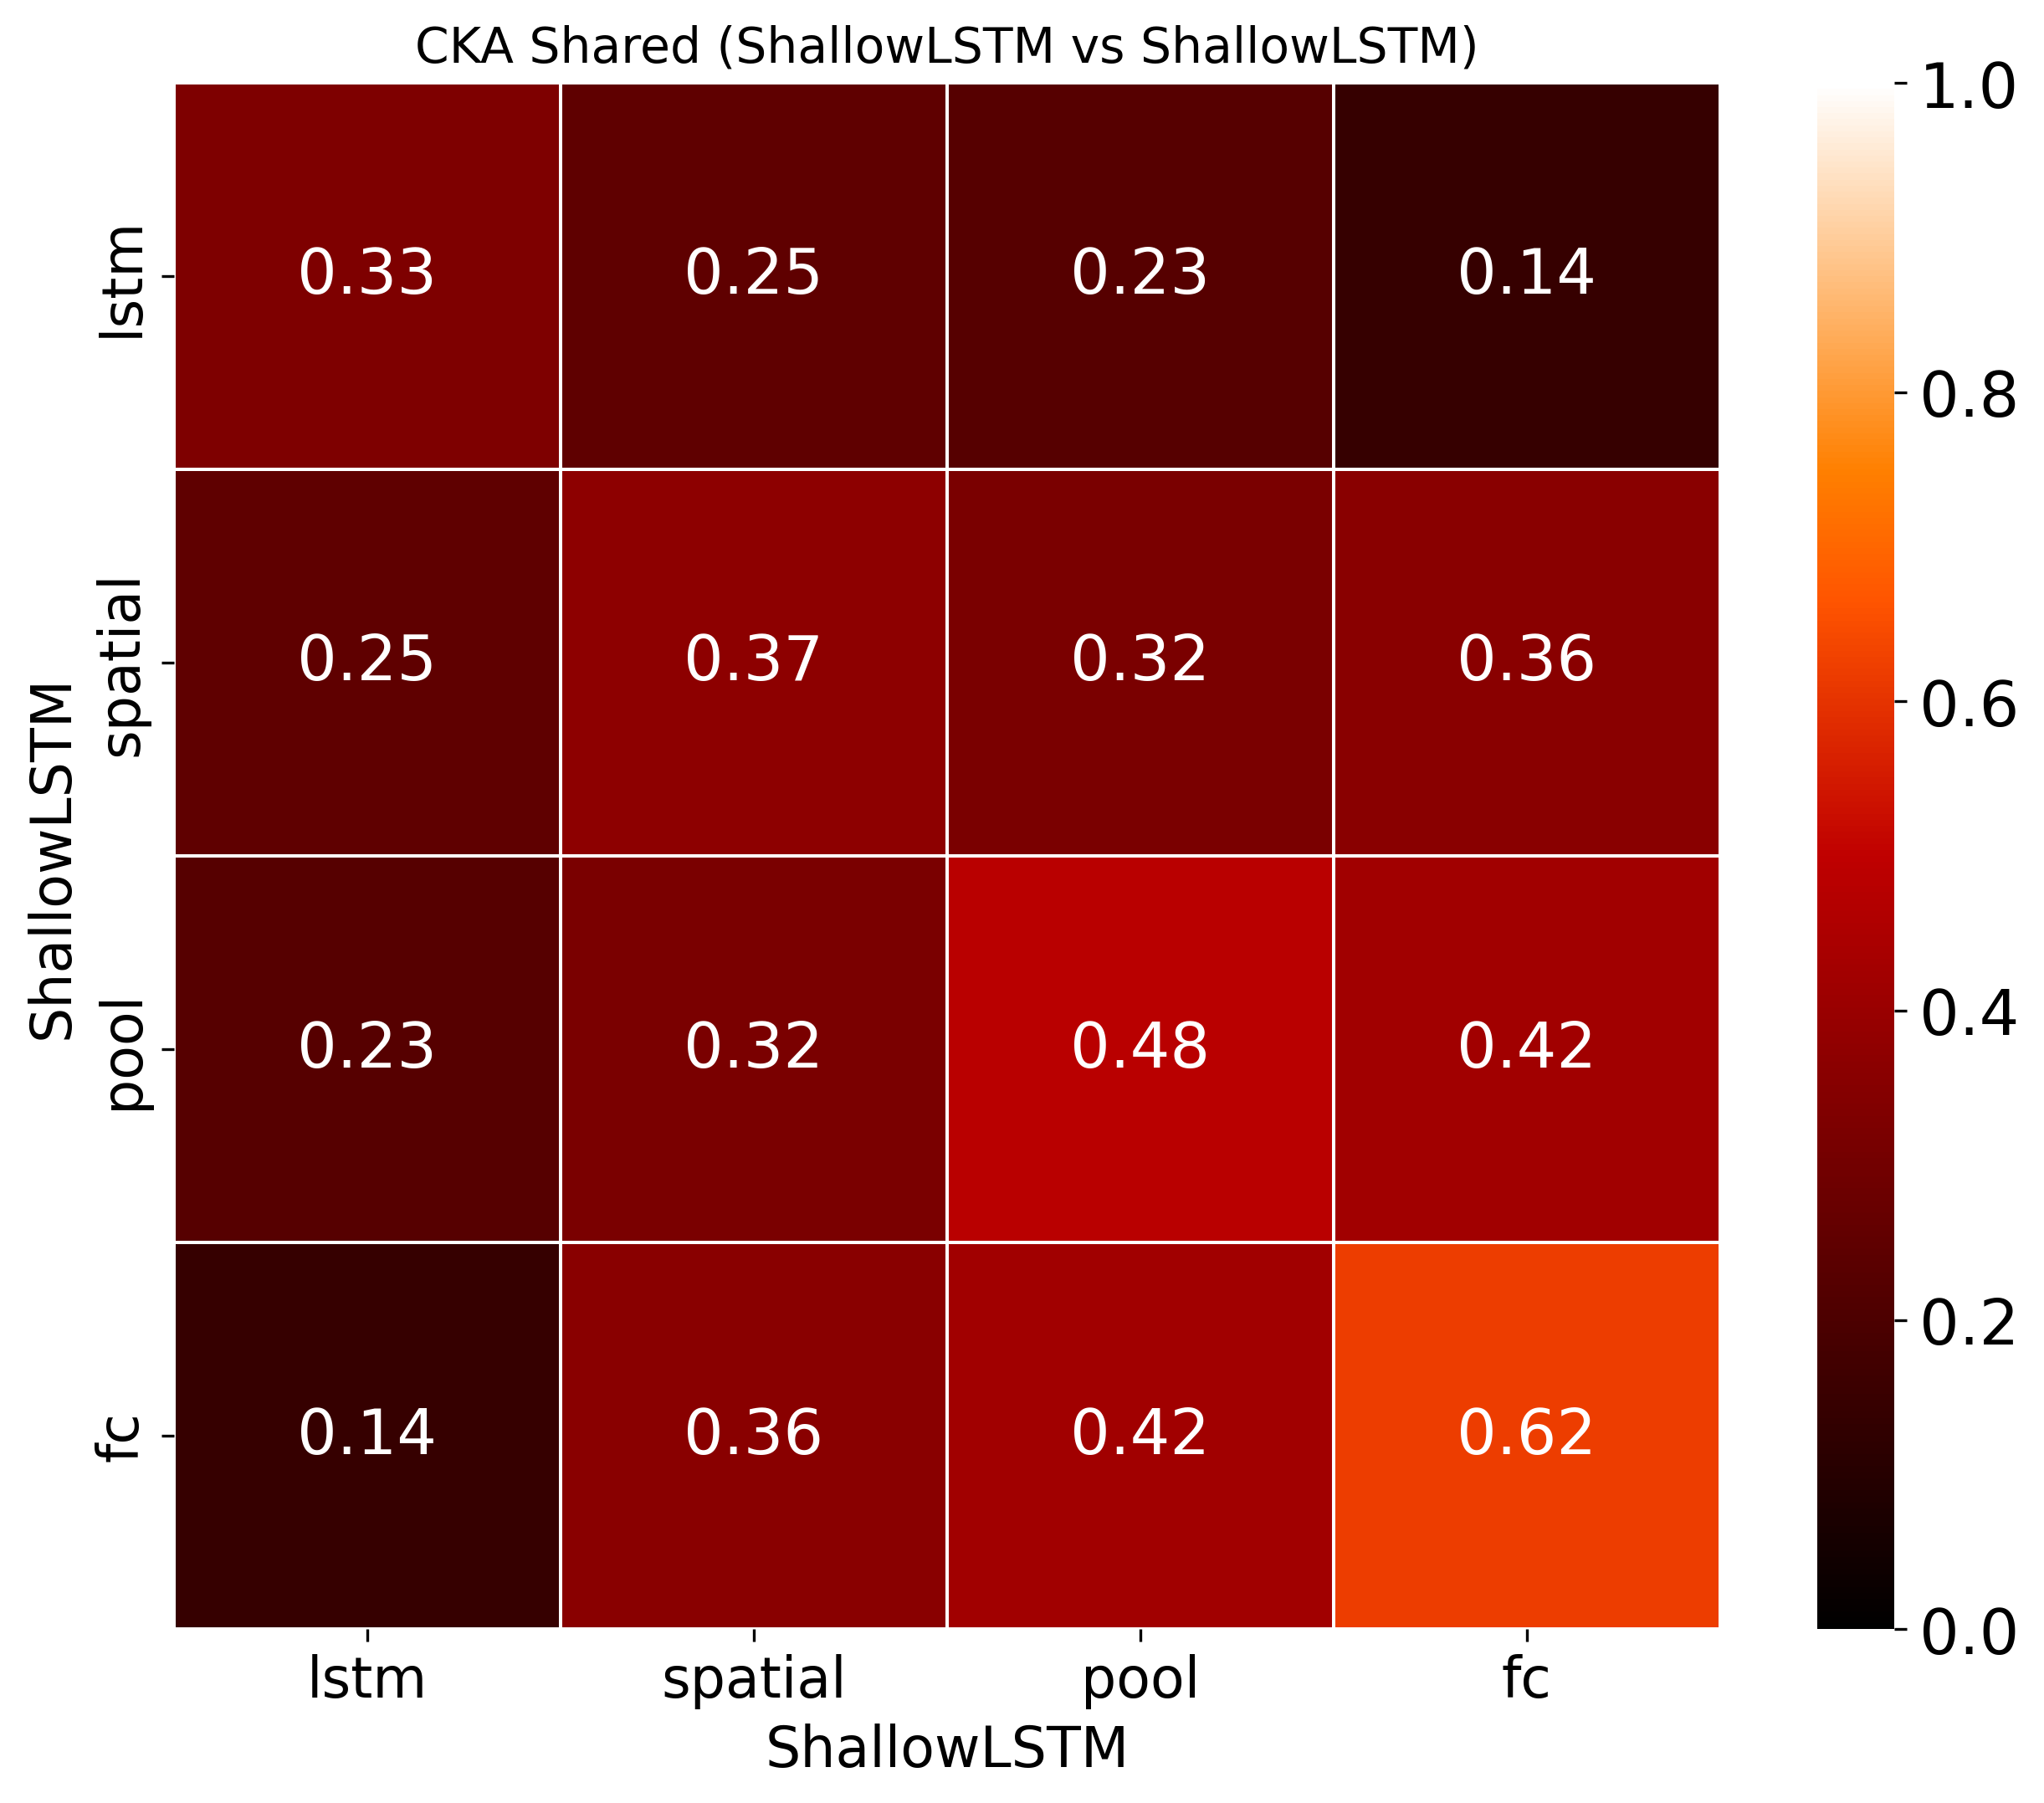 CKA Shared (ShallowLSTM vs ShallowLSTM)
ShallowLSTM
lstm
0.33 0.25 0.23 0.14
spatial
0.25 0.37 0.32 0.36
pool
0.23 0.32 0.48 0.42
fc
0.14 0.36 0.42 0.62
lstm spatial pool fc
ShallowLSTM
1.0
0.8
0.6
0.4
0.2
0.0